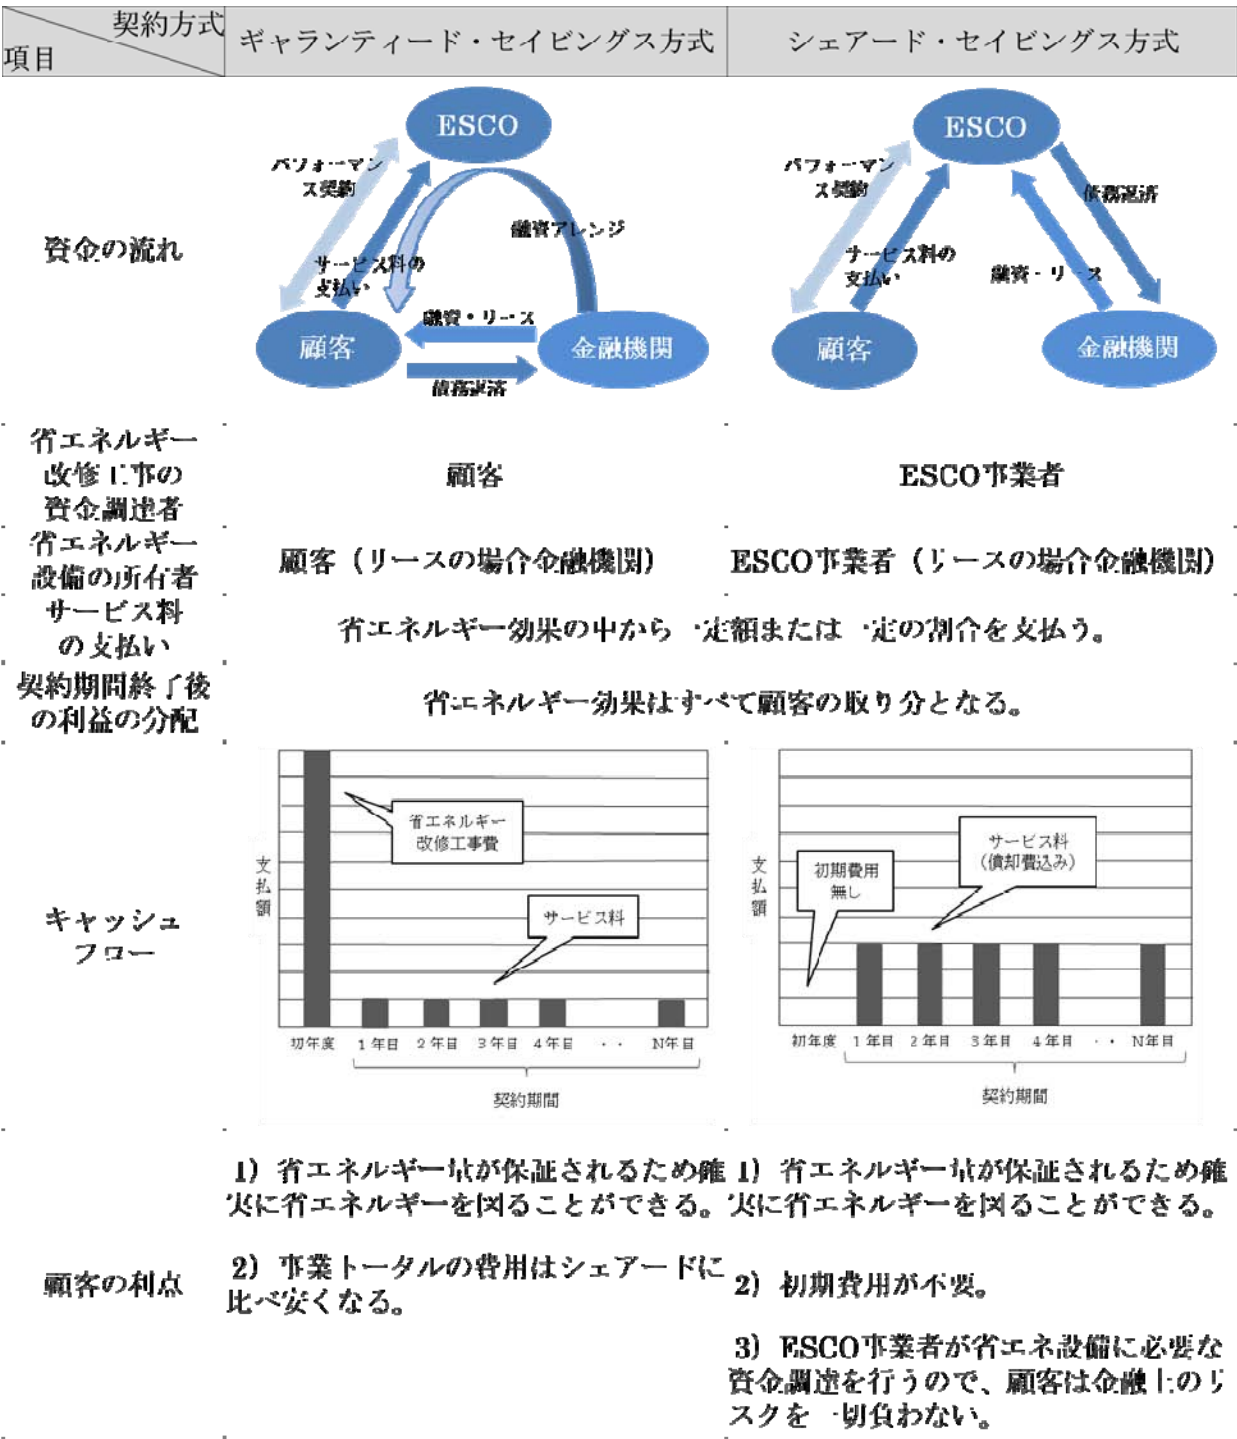 契約方式
項目
ギャランティード・セイビングス方式
シェアード・セイビングス方式
資金の流れ
ESCO
パフォーマン
ス契約
融資アレンジ
サービス料の
支払い
融資・リース
顧客
金融機関
債務返済
ESCO
パフォーマン
ス契約
債務返済
サービス料の
支払い
融資・リース
顧客
金融機関
省エネルギー
改修工事の
資金調達者
顧客
ESCO事業者
省エネルギー
設備の所有者
顧客（リースの場合金融機関）
ESCO事業者（リースの場合金融機関）
サービス料
の支払い
省エネルギー効果の中から一定額または一定の割合を支払う。
契約期間終了後
の利益の分配
省エネルギー効果はすべて顧客の取り分となる。
キャッシュ
フロー
支払額
省エネルギー
改修工事費
サービス料
初年度 1年目 2年目 3年目 4年目 ・・ N年目
契約期間
支払額
初期費用
無し
サービス料
（償却費込み）
初年度 1年目 2年目 3年目 4年目 ・・ N年目
契約期間
顧客の利点
1）省エネルギー量が保証されるため確
実に省エネルギーを図ることができる。
2）事業トータルの費用はシェアードに
比べ安くなる。
1）省エネルギー量が保証されるため確
実に省エネルギーを図ることができる。
2）初期費用が不要。
3）ESCO事業者が省エネ設備に必要な
資金調達を行うので、顧客は金融上のリ
スクを一切負わない。